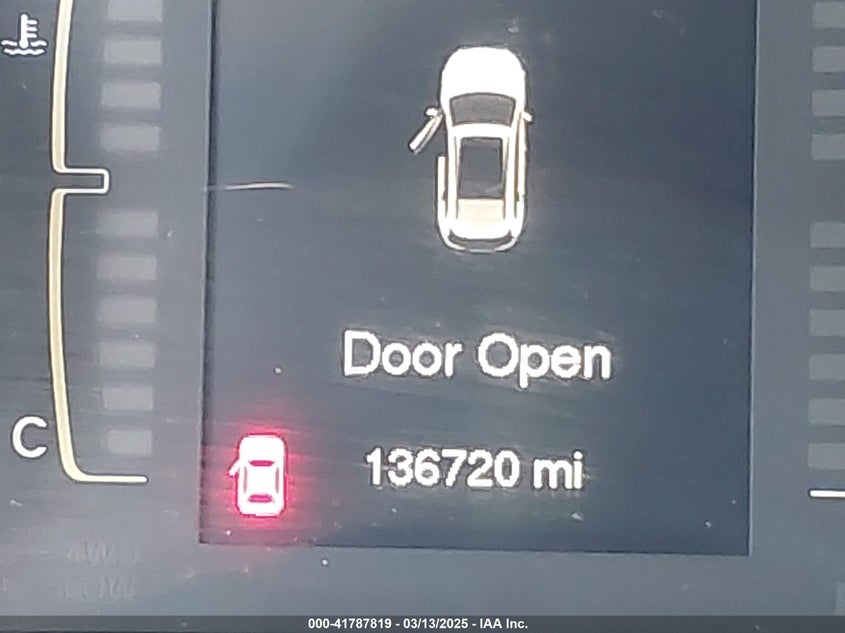 Door Open
C
136720 mi
000-41787819 - 03/13/2025 - IAA Inc.